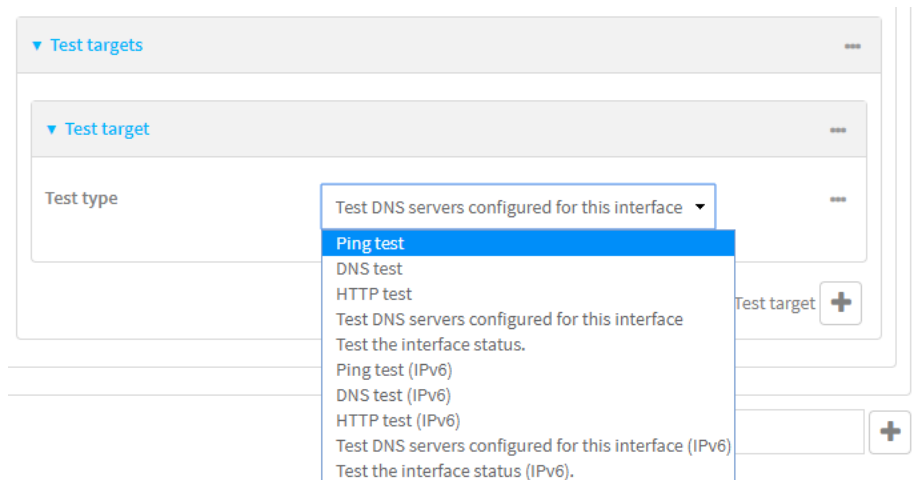 Test targets
Test target
Test type
Test DNS servers configured for this interface
Ping test
DNS test
HTTP test
Test DNS servers configured for this interface
Test the interface status.
Ping test (IPv6)
DNS test (IPv6)
HTTP test (IPv6)
Test DNS servers configured for this interface (IPv6)
Test the interface status (IPv6).
Test target